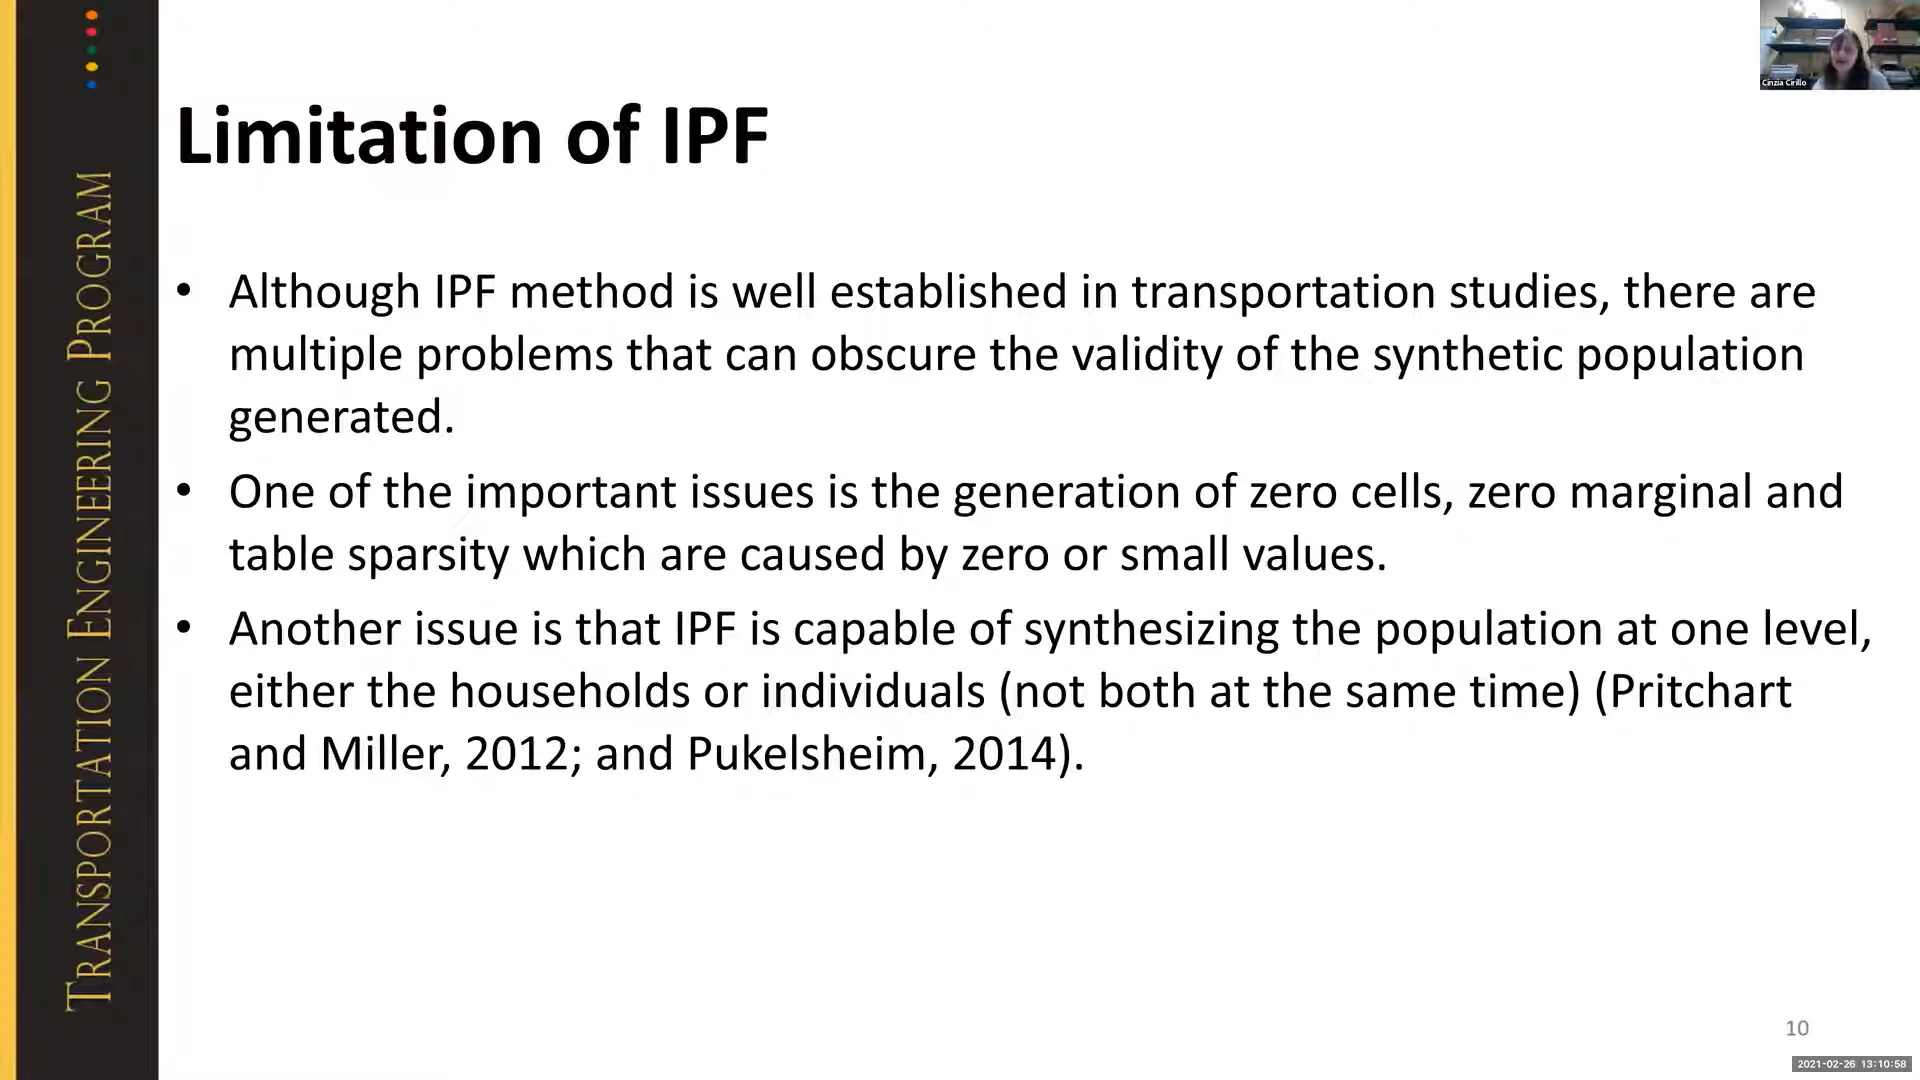 Cinzia Cirillo
TRANSPORTATION ENGINEERING PROGRAM
Limitation of IPF
• Although IPF method is well established in transportation studies, there are
multiple problems that can obscure the validity of the synthetic population
generated.
• One of the important issues is the generation of zero cells, zero marginal and
table sparsity which are caused by zero or small values.
• Another issue is that IPF is capable of synthesizing the population at one level,
either the households or individuals (not both at the same time) (Pritchart
and Miller, 2012; and Pukelsheim, 2014).
10
2021-02-26 13:10:58